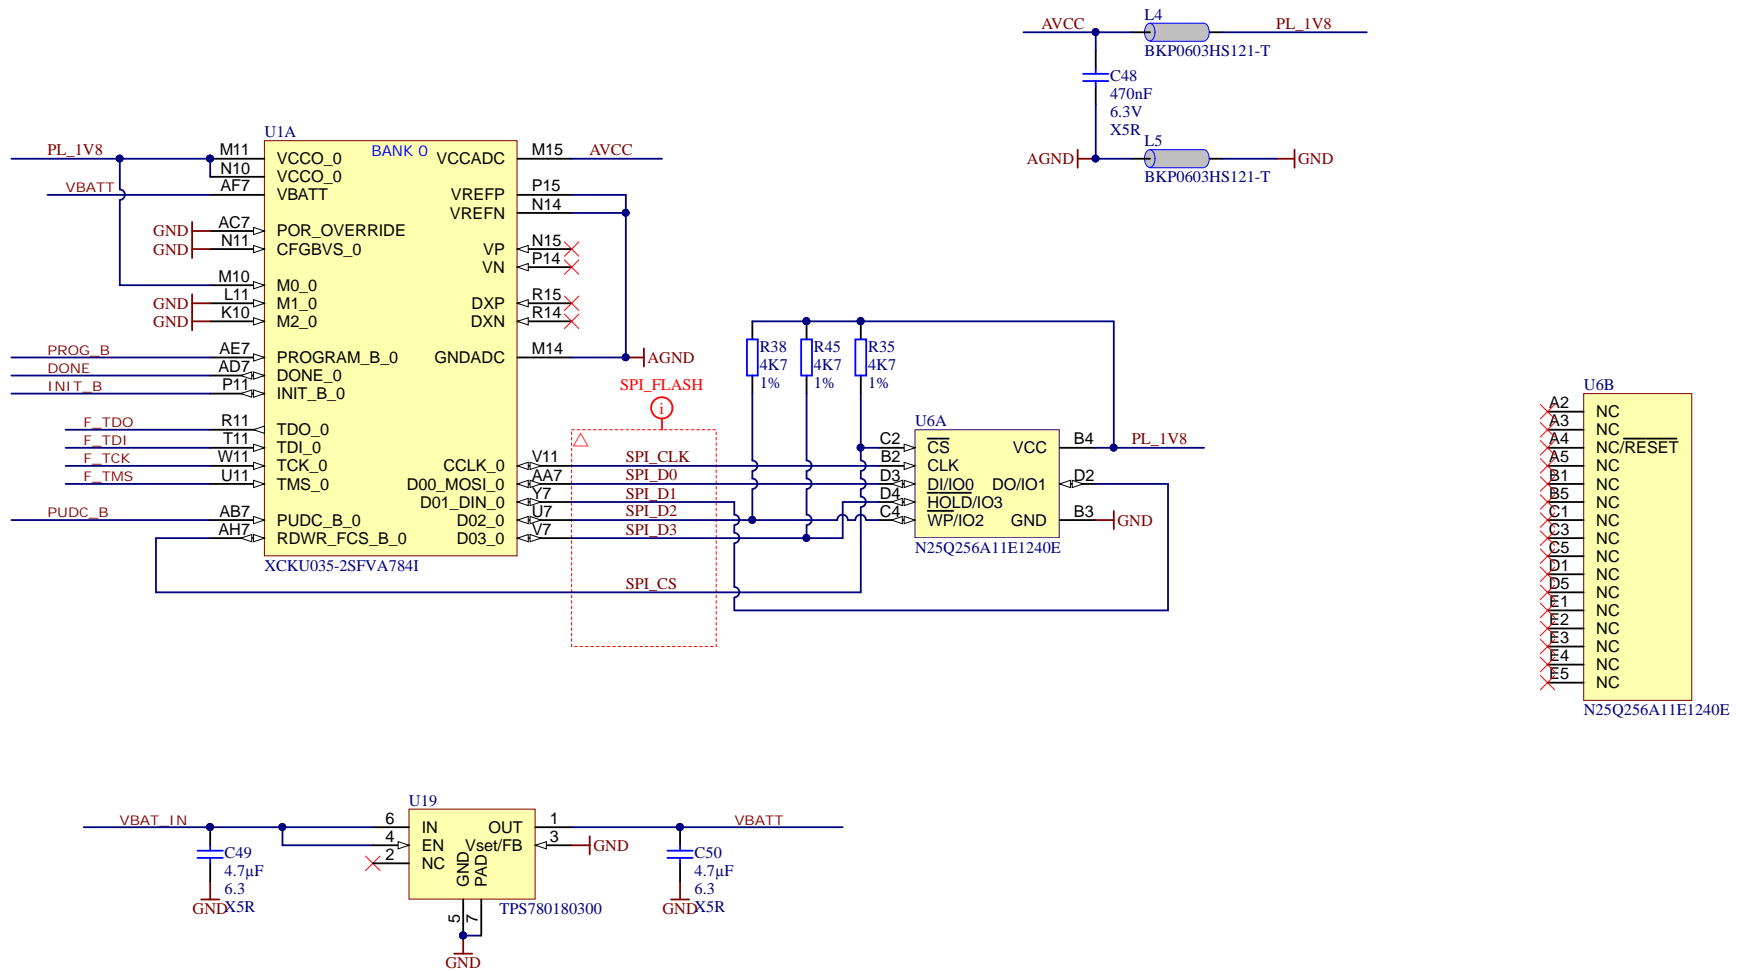 L4
AVCC
PL_1V8
BKP0603HS121-T
C48
470nF
6.3V
X5R
L5
AGND
GND
BKP0603HS121-T
U1A
BANK 0
PL_1V8
M11
VCCO_0
N10
VCCO_0
VBATT
AF7
VBATT
GND
AC7
POR_OVERRIDE
GND
N11
CFGBVS_0
M10
M0_0
GND
L11
M1_0
GND
K10
M2_0
PROG_B
AE7
PROGRAM_B_0
DONE
AD7
DONE_0
INIT_B
P11
INIT_B_0
F_TDO
R11
TDO_0
F_TDI
T11
TDI_0
F_TCK
W11
TCK_0
F_TMS
U11
TMS_0
PUDC_B
AB7
PUDC_B_0
AH7
RDWR_FCS_B_0
VCCADC
M15
AVCC
VREFP
P15
VREFN
N14
VP
N15
VN
P14
DXP
R15
DXN
R14
GNDADC
M14
AGND
CCLK_0
V11
SPI_CLK
D00_MOSI_0
AA7
SPI_D0
D01_DIN_0
Y7
SPI_D1
D02_0
U7
SPI_D2
D03_0
V7
SPI_D3
SPI_CS
XCKU035-2SFVA784I
SPI_FLASH
i
R38
4K7
1%
R45
4K7
1%
R35
4K7
1%
U6A
C2
CS
B2
CLK
D3
DI/IO0
D4
HOLD/IO3
C4
WP/IO2
VCC
B4
PL_1V8
DO/IO1
D2
GND
B3
GND
N25Q256A11E1240E
U6B
A2
NC
A3
NC
A4
NC/RESET
A5
NC
B1
NC
B5
NC
C1
NC
C3
NC
C5
NC
D1
NC
D5
NC
E1
NC
E2
NC
E3
NC
E4
NC
E5
NC
N25Q256A11E1240E
U19
VBAT_IN
6
IN
4
EN
2
NC
OUT
1
VBATT
Vset/FB
3
GND
GND
PAD
5
7
GND
TPS780180300
C49
4.7µF
6.3
X5R
GND
C50
4.7µF
6.3
X5R
GND